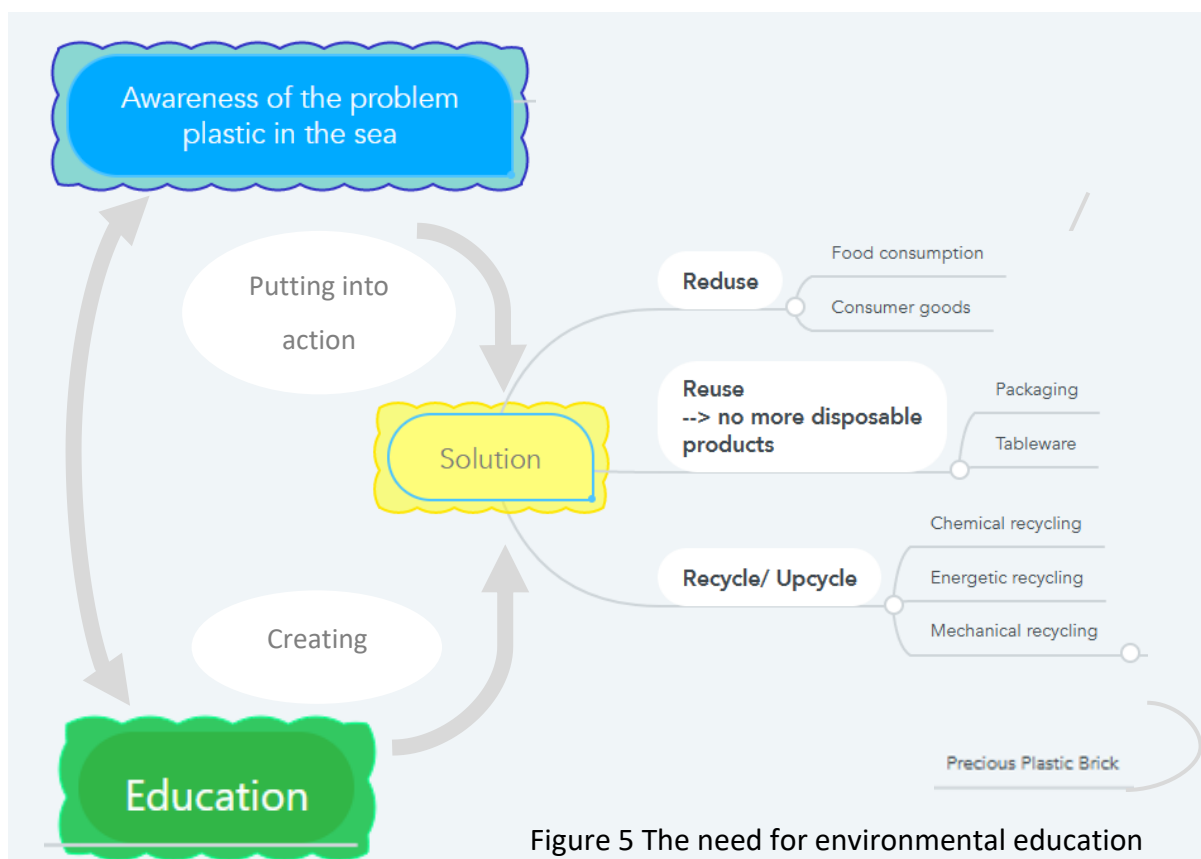 Awareness of the problem
plastic in the sea
Putting into
action
Solution
Creating
Education
Reduse
Food consumption
Consumer goods
Reuse
--> no more disposable
products
Packaging
Tableware
Recycle/ Upcycle
Chemical recycling
Energetic recycling
Mechanical recycling
Precious Plastic Brick
Figure 5 The need for environmental education